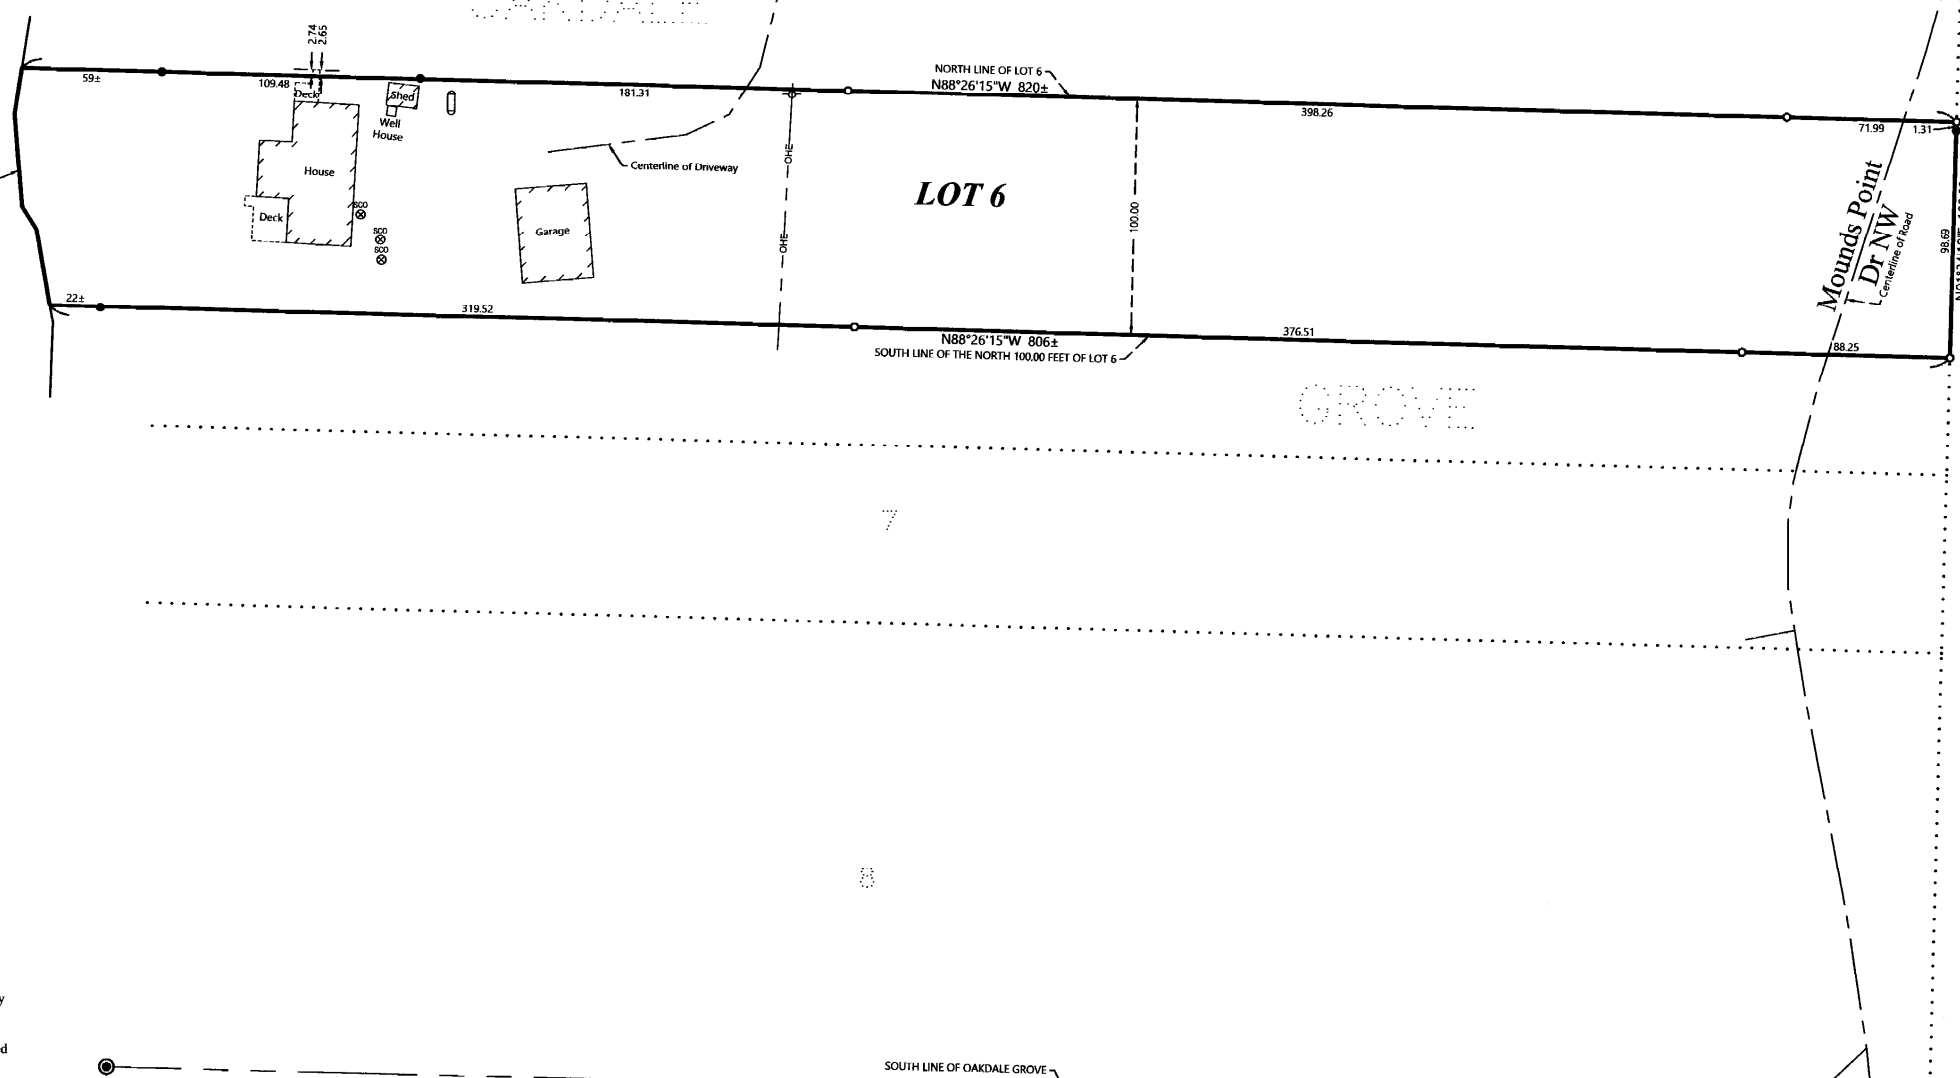 OAKDALE
2.74
2.65
59±
109.48
Deck
Shed
Well
House
181.31
NORTH LINE OF LOT 6
N88°26'15"W 820±
398.26
71.99
1.31
Centerline of Driveway
House
OHE
LOT 6
100.00
Mounds Point
Dr NW
Centerline of Road
98.69
Deck
SCO
SCO
SCO
Garage
OHE
22±
319.52
N88°26'15"W 806±
SOUTH LINE OF THE NORTH 100.00 FEET OF LOT 6
376.51
88.25
GROVE
7
8
SOUTH LINE OF OAKDALE GROVE